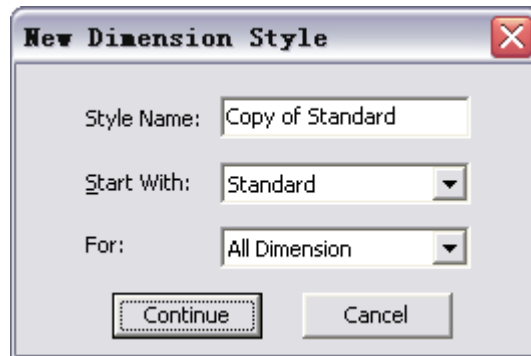 New Dimension Style
Style Name: Copy of Standard
Start With: Standard
For: All Dimension
Continue Cancel